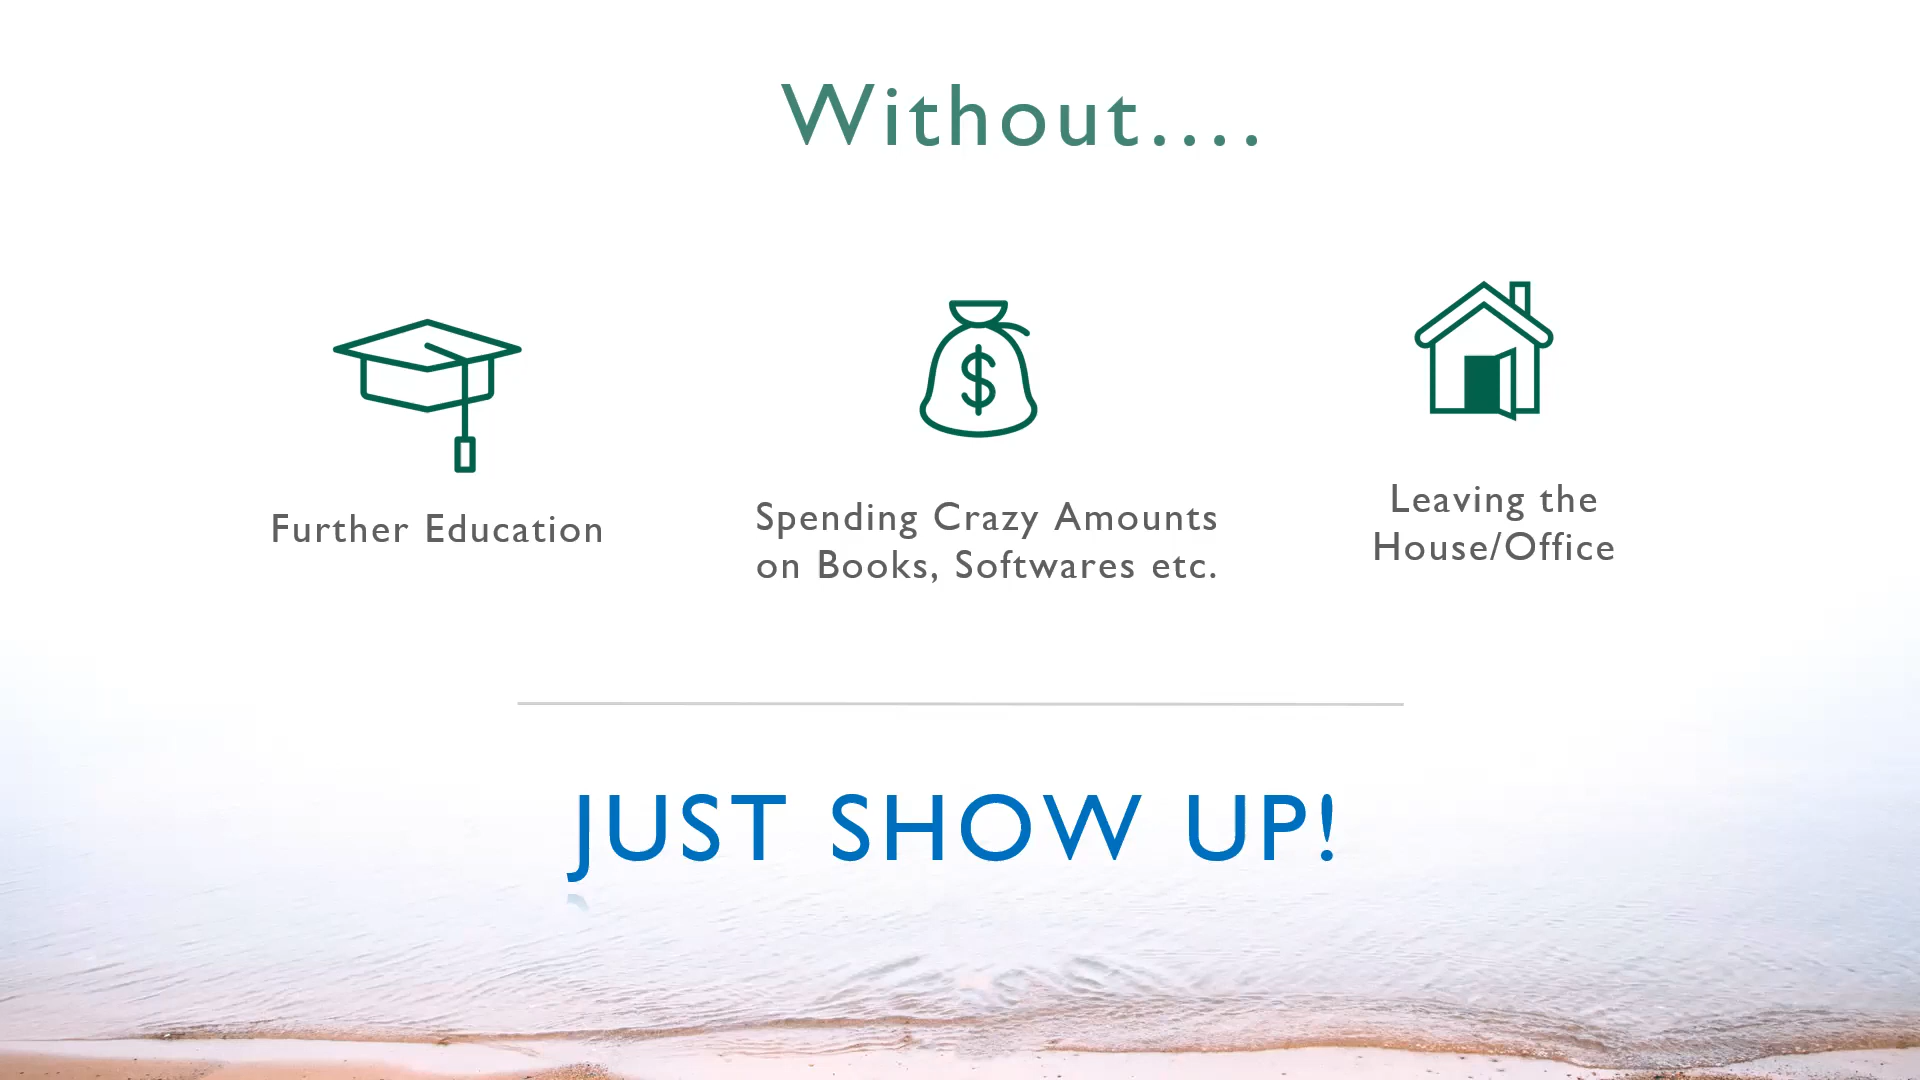 Without....
Further Education
Spending Crazy Amounts
on Books, Softwares etc.
Leaving the
House/Office
JUST SHOW UP!